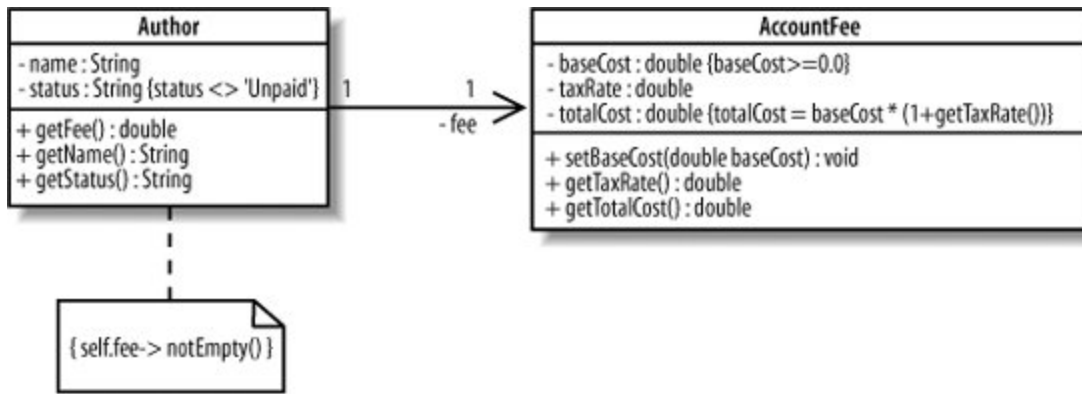 Author
- name : String
- status : String {status <> 'Unpaid'}
+ getFee() : double
+ getName() : String
+ getStatus() : String
1
1
- fee
AccountFee
- baseCost : double {baseCost>=0.0}
- taxRate : double
- totalCost : double {totalCost = baseCost * (1+getTaxRate())}
+ setBaseCost(double baseCost) : void
+ getTaxRate() : double
+ getTotalCost() : double
{ self.fee-> notEmpty() }